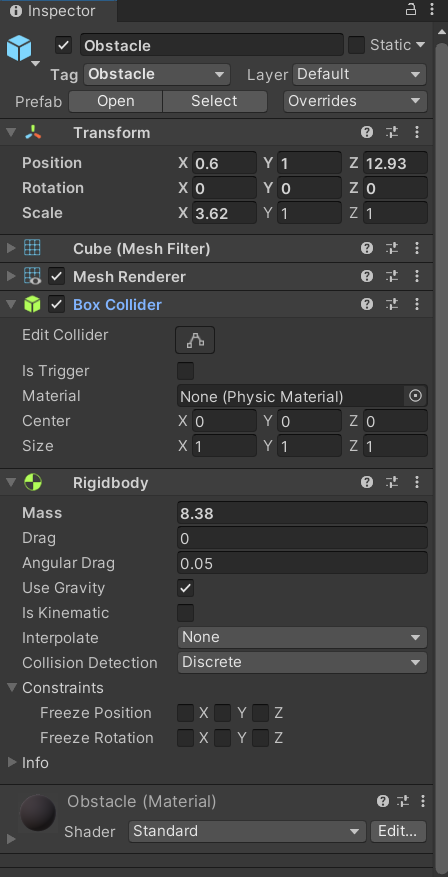 Inspector
Obstacle Static
Tag Obstacle Layer Default
Prefab Open Select Overrides
Transform
Position X 0.6 Y 1 Z 12.93
Rotation X 0 Y 0 Z 0
Scale X 3.62 Y 1 Z 1
Cube (Mesh Filter)
Mesh Renderer
Box Collider
Edit Collider
Is Trigger
Material None (Physic Material)
Center X 0 Y 0 Z 0
Size X 1 Y 1 Z 1
Rigidbody
Mass 8.38
Drag 0
Angular Drag 0.05
Use Gravity
Is Kinematic
Interpolate None
Collision Detection Discrete
Constraints
Freeze Position X Y Z
Freeze Rotation X Y Z
Info
Obstacle (Material)
Shader Standard Edit...